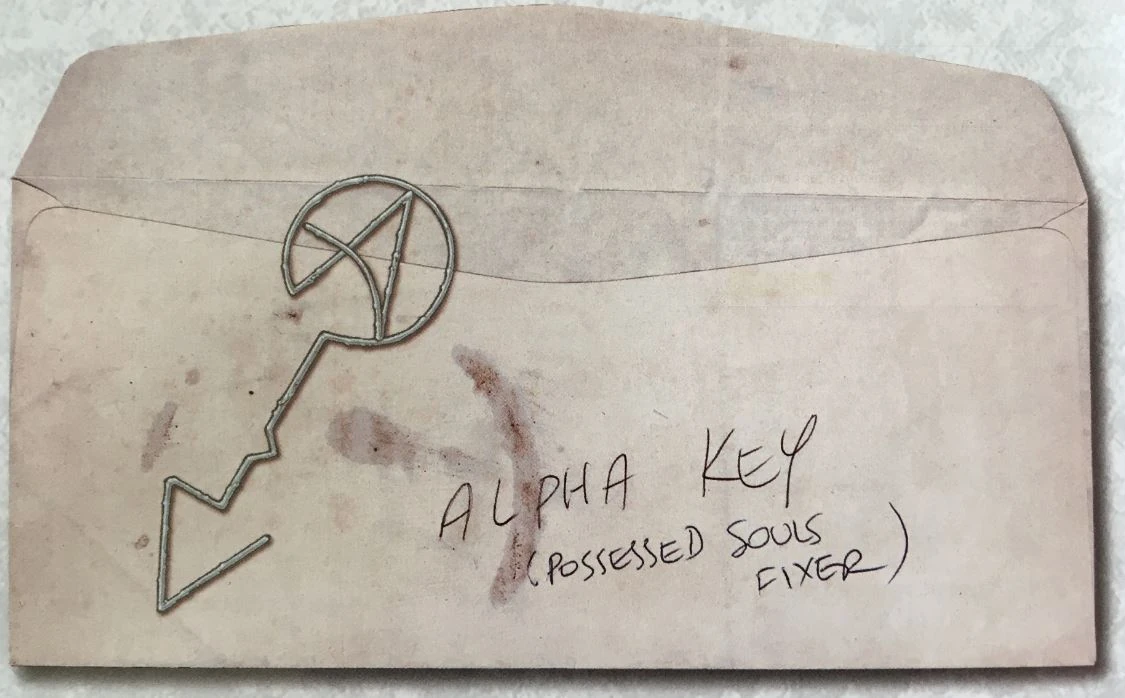 ALPHA KEY
(POSSESSED SOULS
FIXER)